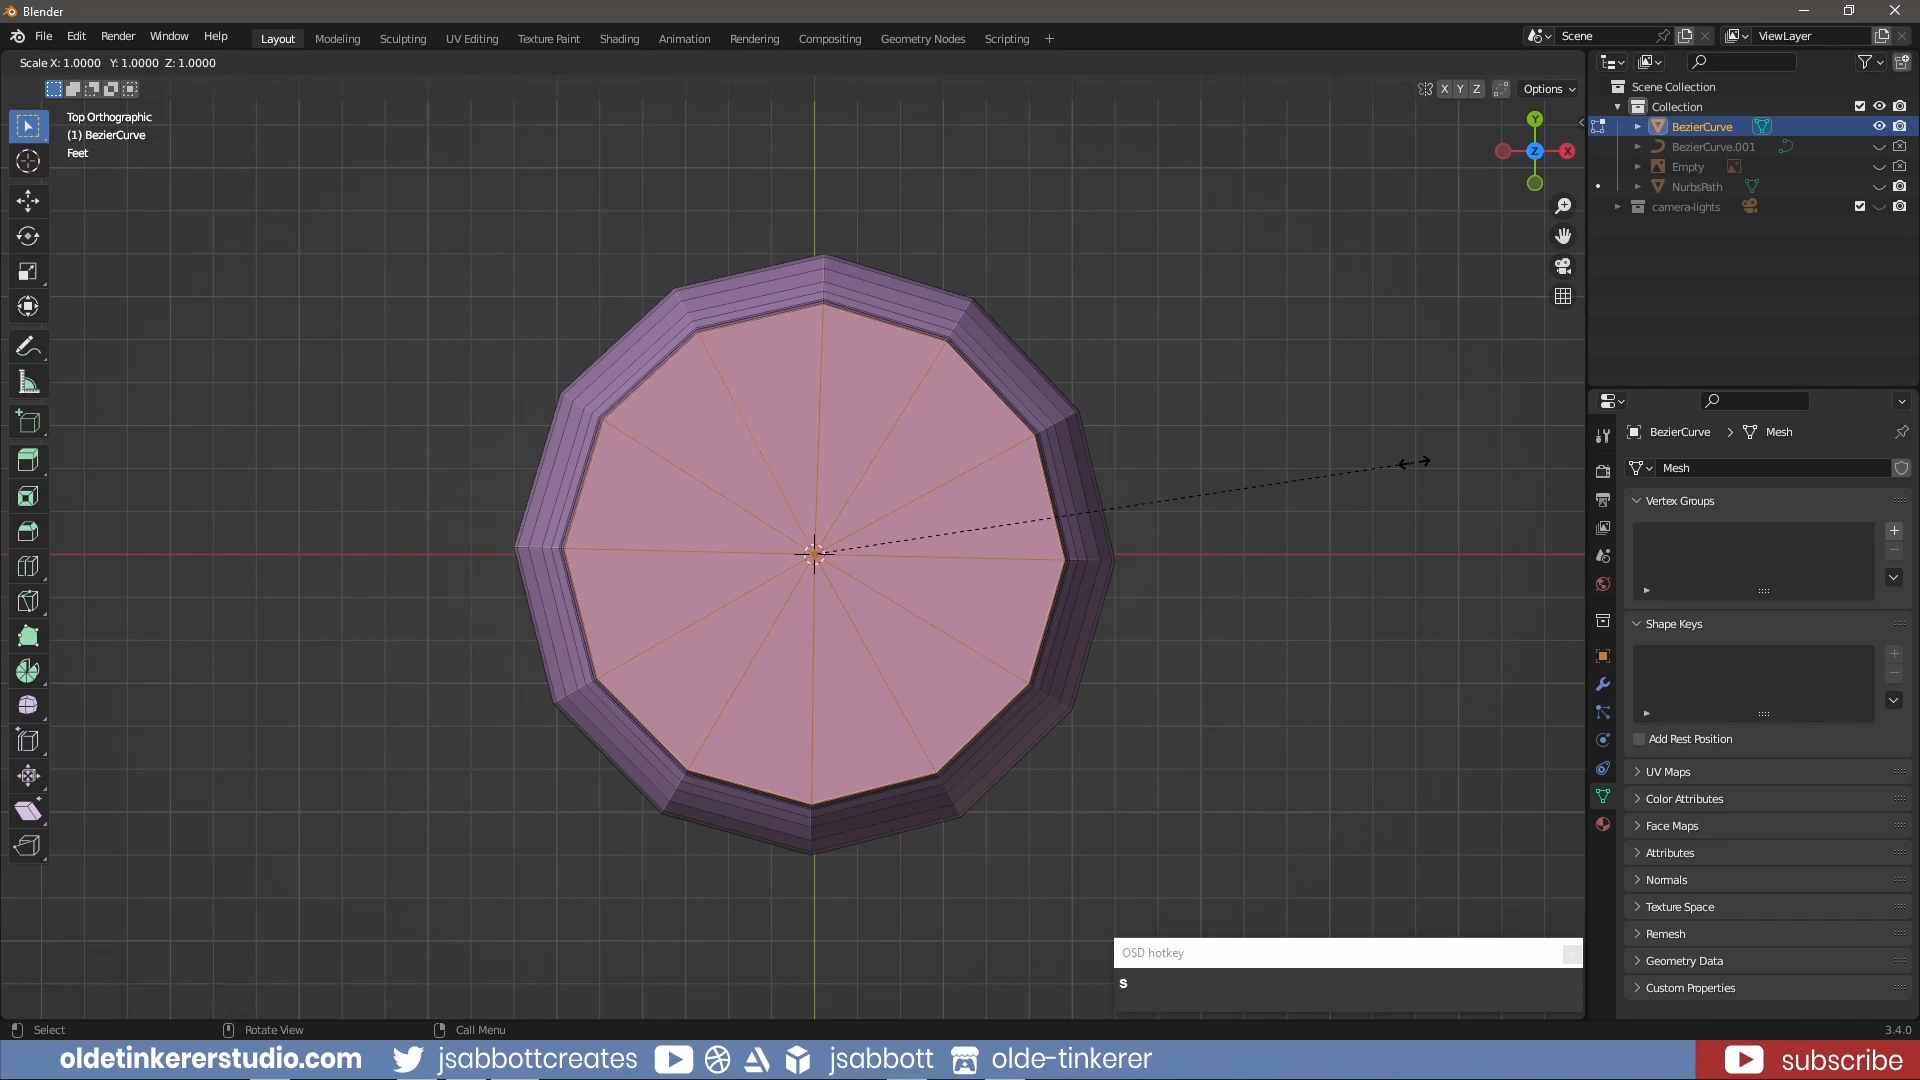 Blender
File Edit Render Window Help Layout Modeling Sculpting UV Editing Texture Paint Shading Animation Rendering Compositing Geometry Nodes Scripting + Scene ViewLayer
Scale X: 1.0000 Y: 1.0000 Z: 1.0000
X Y Z Options
Top Orthographic
(1) BezierCurve
Feet
Y
Z
X
Scene Collection
Collection
BezierCurve
BezierCurve.001
Empty
NurbsPath
camera-lights
BezierCurve > Mesh
Mesh
Vertex Groups
Shape Keys
Add Rest Position
UV Maps
Color Attributes
Face Maps
Attributes
Normals
Texture Space
Remesh
Geometry Data
Custom Properties
OSD hotkey
s
Select Rotate View Call Menu 3.4.0
oldetinkererstudio.com jsabbottcreates jsabbott olde-tinkerer subscribe